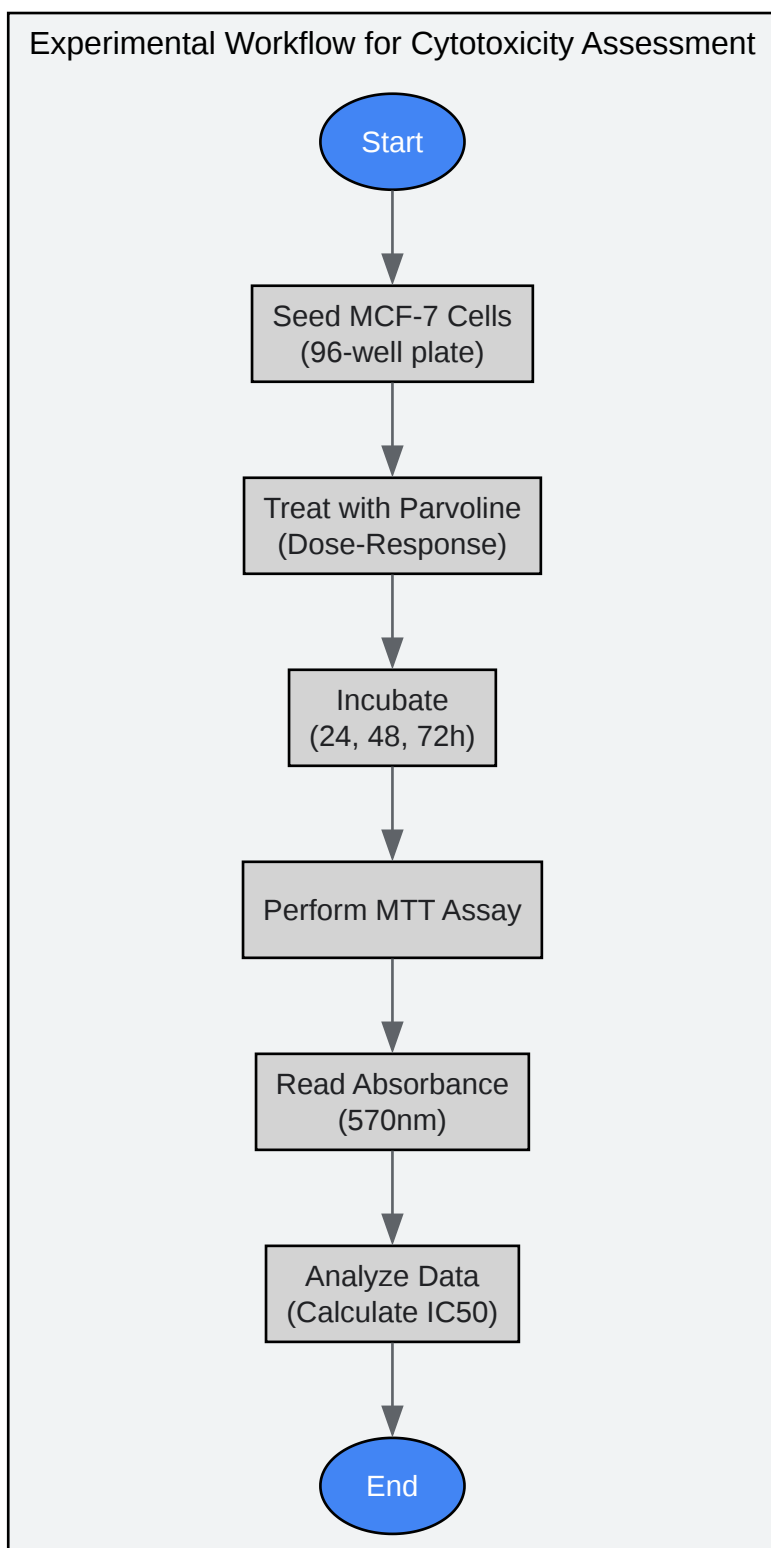 Experimental Workflow for Cytotoxicity Assessment
Start
Seed MCF-7 Cells
(96-well plate)
Treat with Parvoline
(Dose-Response)
Incubate
(24, 48, 72h)
Perform MTT Assay
Read Absorbance
(570nm)
Analyze Data
(Calculate IC50)
End